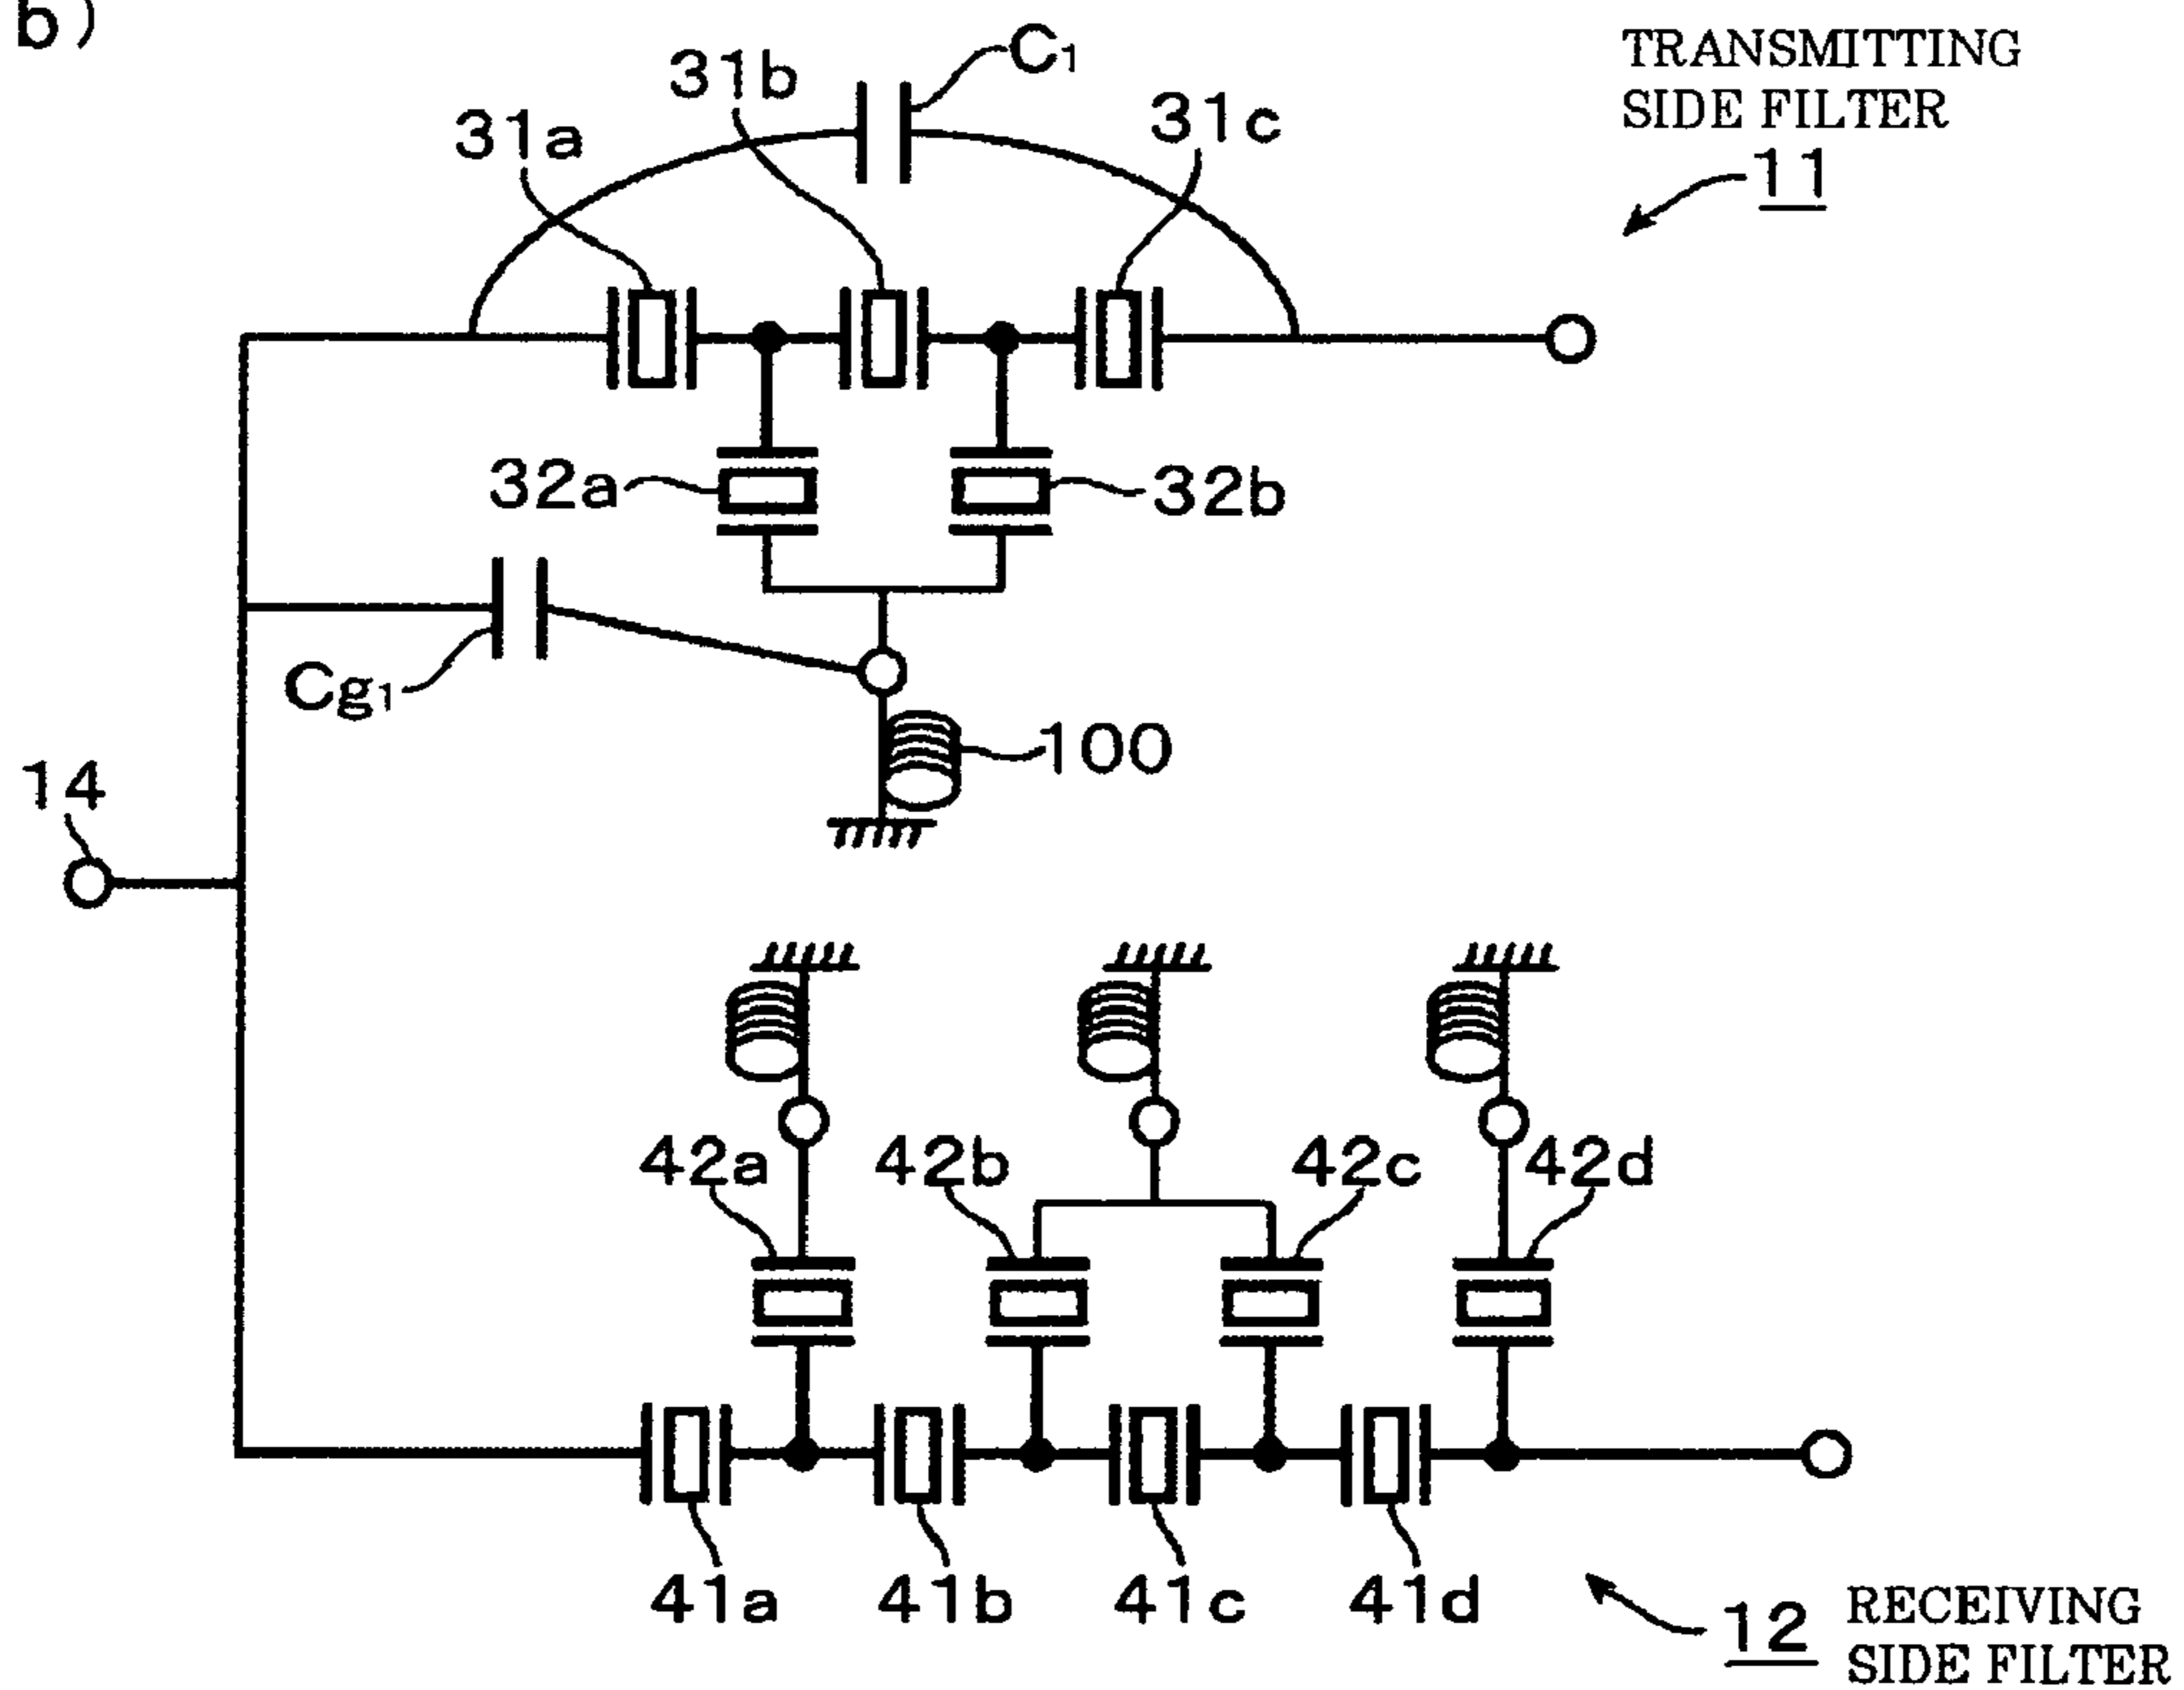 b)
C1
31b
31a
31c
TRANSMITTING
SIDE FILTER
11
32a
32b
Cg1
100
14
42a
42b
42c
42d
41a
41b
41c
41d
12
RECEIVING
SIDE FILTER